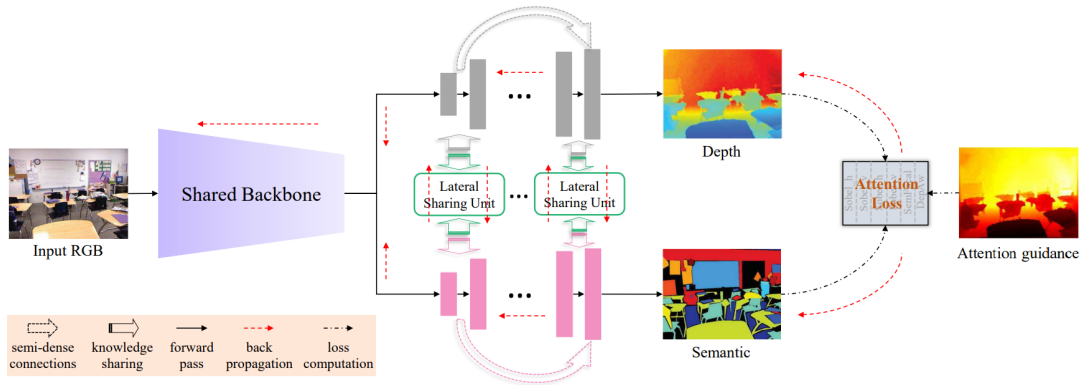 Input RGB
Shared Backbone
Lateral
Sharing Unit
...
Lateral
Sharing Unit
...
...
Depth
Semantic
Attention
Loss
Attention guidance
semi-dense
connections
knowledge
sharing
forward
pass
back
propagation
loss
computation